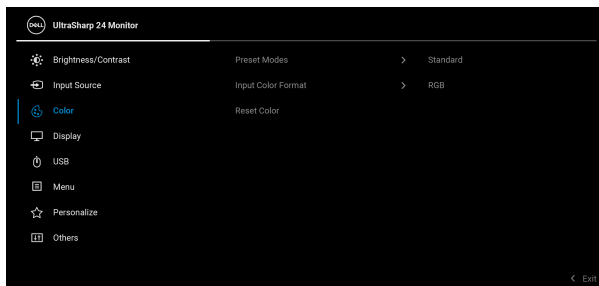 DELL UltraSharp 24 Monitor
Brightness/Contrast Preset Modes > Standard
Input Source Input Color Format > RGB
Color Reset Color
Display
USB
Menu
Personalize
Others
< Exit